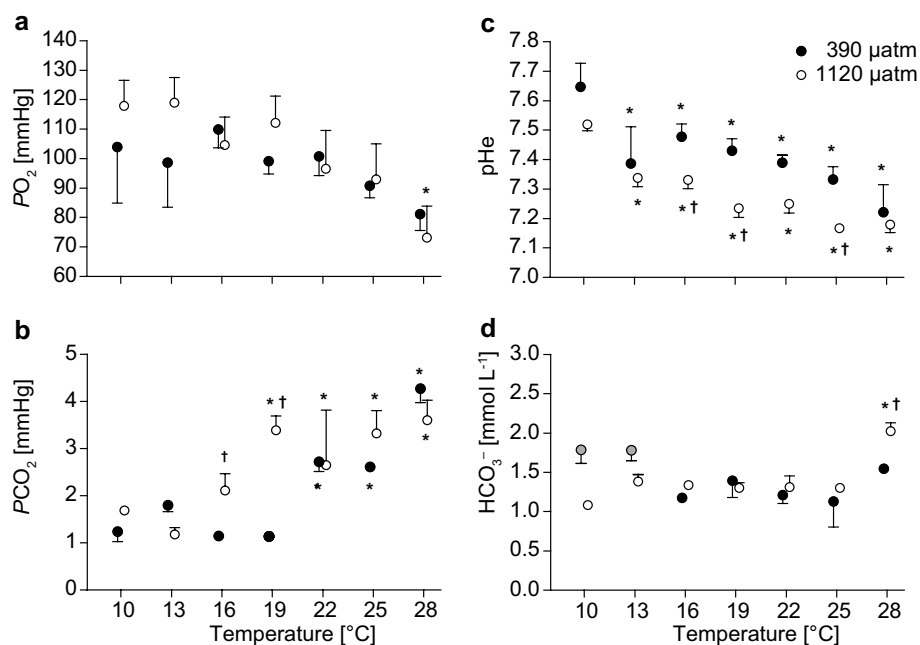 a
140
130
120
110
100
90
80
70
60
PO2 [mmHg]
*
c
7.8
7.7
7.6
7.5
7.4
7.3
7.2
7.1
7.0
pHe
390 µatm
1120 µatm
* * * * * *
* *† *† * *† *
b
5
4
3
2
1
0
PCO2 [mmHg]
† *† * * *
* * *
10 13 16 19 22 25 28
Temperature [°C]
d
3.0
2.5
2.0
1.5
1.0
0.5
0.0
HCO3− [mmol L-1]
*†
10 13 16 19 22 25 28
Temperature [°C]